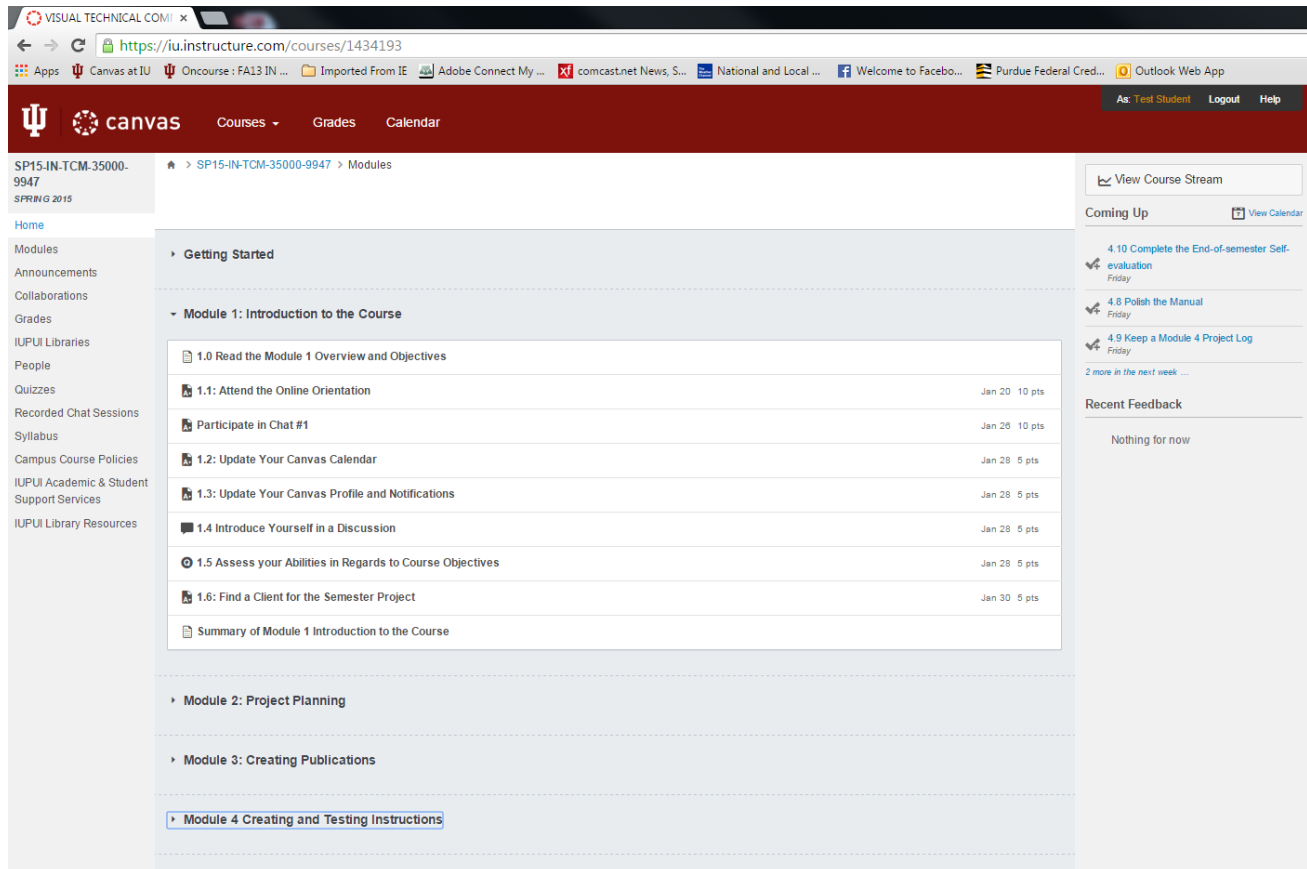 VISUAL TECHNICAL COMI ×
https://iu.instructure.com/courses/1434193
Apps Canvas at IU Oncourse : FA13 IN ... Imported From IE Adobe Connect My ... comcast.net News, S... National and Local ... Welcome to Facebo... Purdue Federal Cred... Outlook Web App
As: Test Student Logout Help
canvas Courses Grades Calendar
SP15-IN-TCM-35000-
9947
SPRING 2015
Home
Modules
Announcements
Collaborations
Grades
IUPUI Libraries
People
Quizzes
Recorded Chat Sessions
Syllabus
Campus Course Policies
IUPUI Academic & Student
Support Services
IUPUI Library Resources
> SP15-IN-TCM-35000-9947 > Modules
Getting Started
Module 1: Introduction to the Course
1.0 Read the Module 1 Overview and Objectives
1.1: Attend the Online Orientation Jan 20 10 pts
Participate in Chat #1 Jan 26 10 pts
1.2: Update Your Canvas Calendar Jan 28 5 pts
1.3: Update Your Canvas Profile and Notifications Jan 28 5 pts
1.4 Introduce Yourself in a Discussion Jan 28 5 pts
1.5 Assess your Abilities in Regards to Course Objectives Jan 28 5 pts
1.6: Find a Client for the Semester Project Jan 30 5 pts
Summary of Module 1 Introduction to the Course
Module 2: Project Planning
Module 3: Creating Publications
Module 4 Creating and Testing Instructions
View Course Stream
Coming Up View Calendar
4.10 Complete the End-of-semester Self-
evaluation
Friday
4.8 Polish the Manual
Friday
4.9 Keep a Module 4 Project Log
Friday
2 more in the next week ...
Recent Feedback
Nothing for now